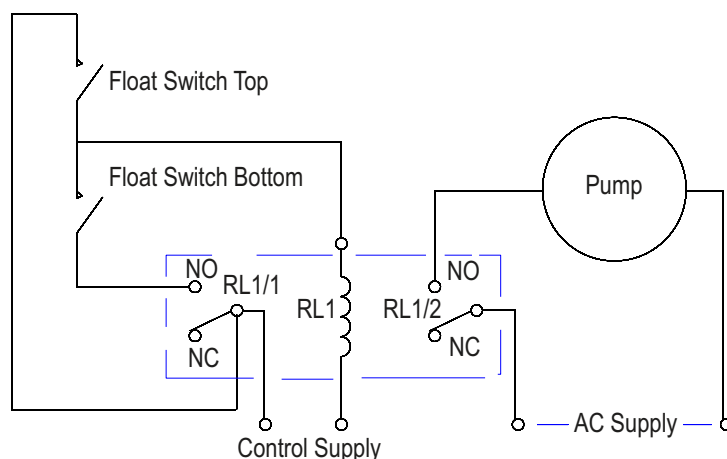 Float Switch Top
Float Switch Bottom
Pump
NO
RL1/1
NC
RL1
NO
RL1/2
NC
Control Supply
AC Supply